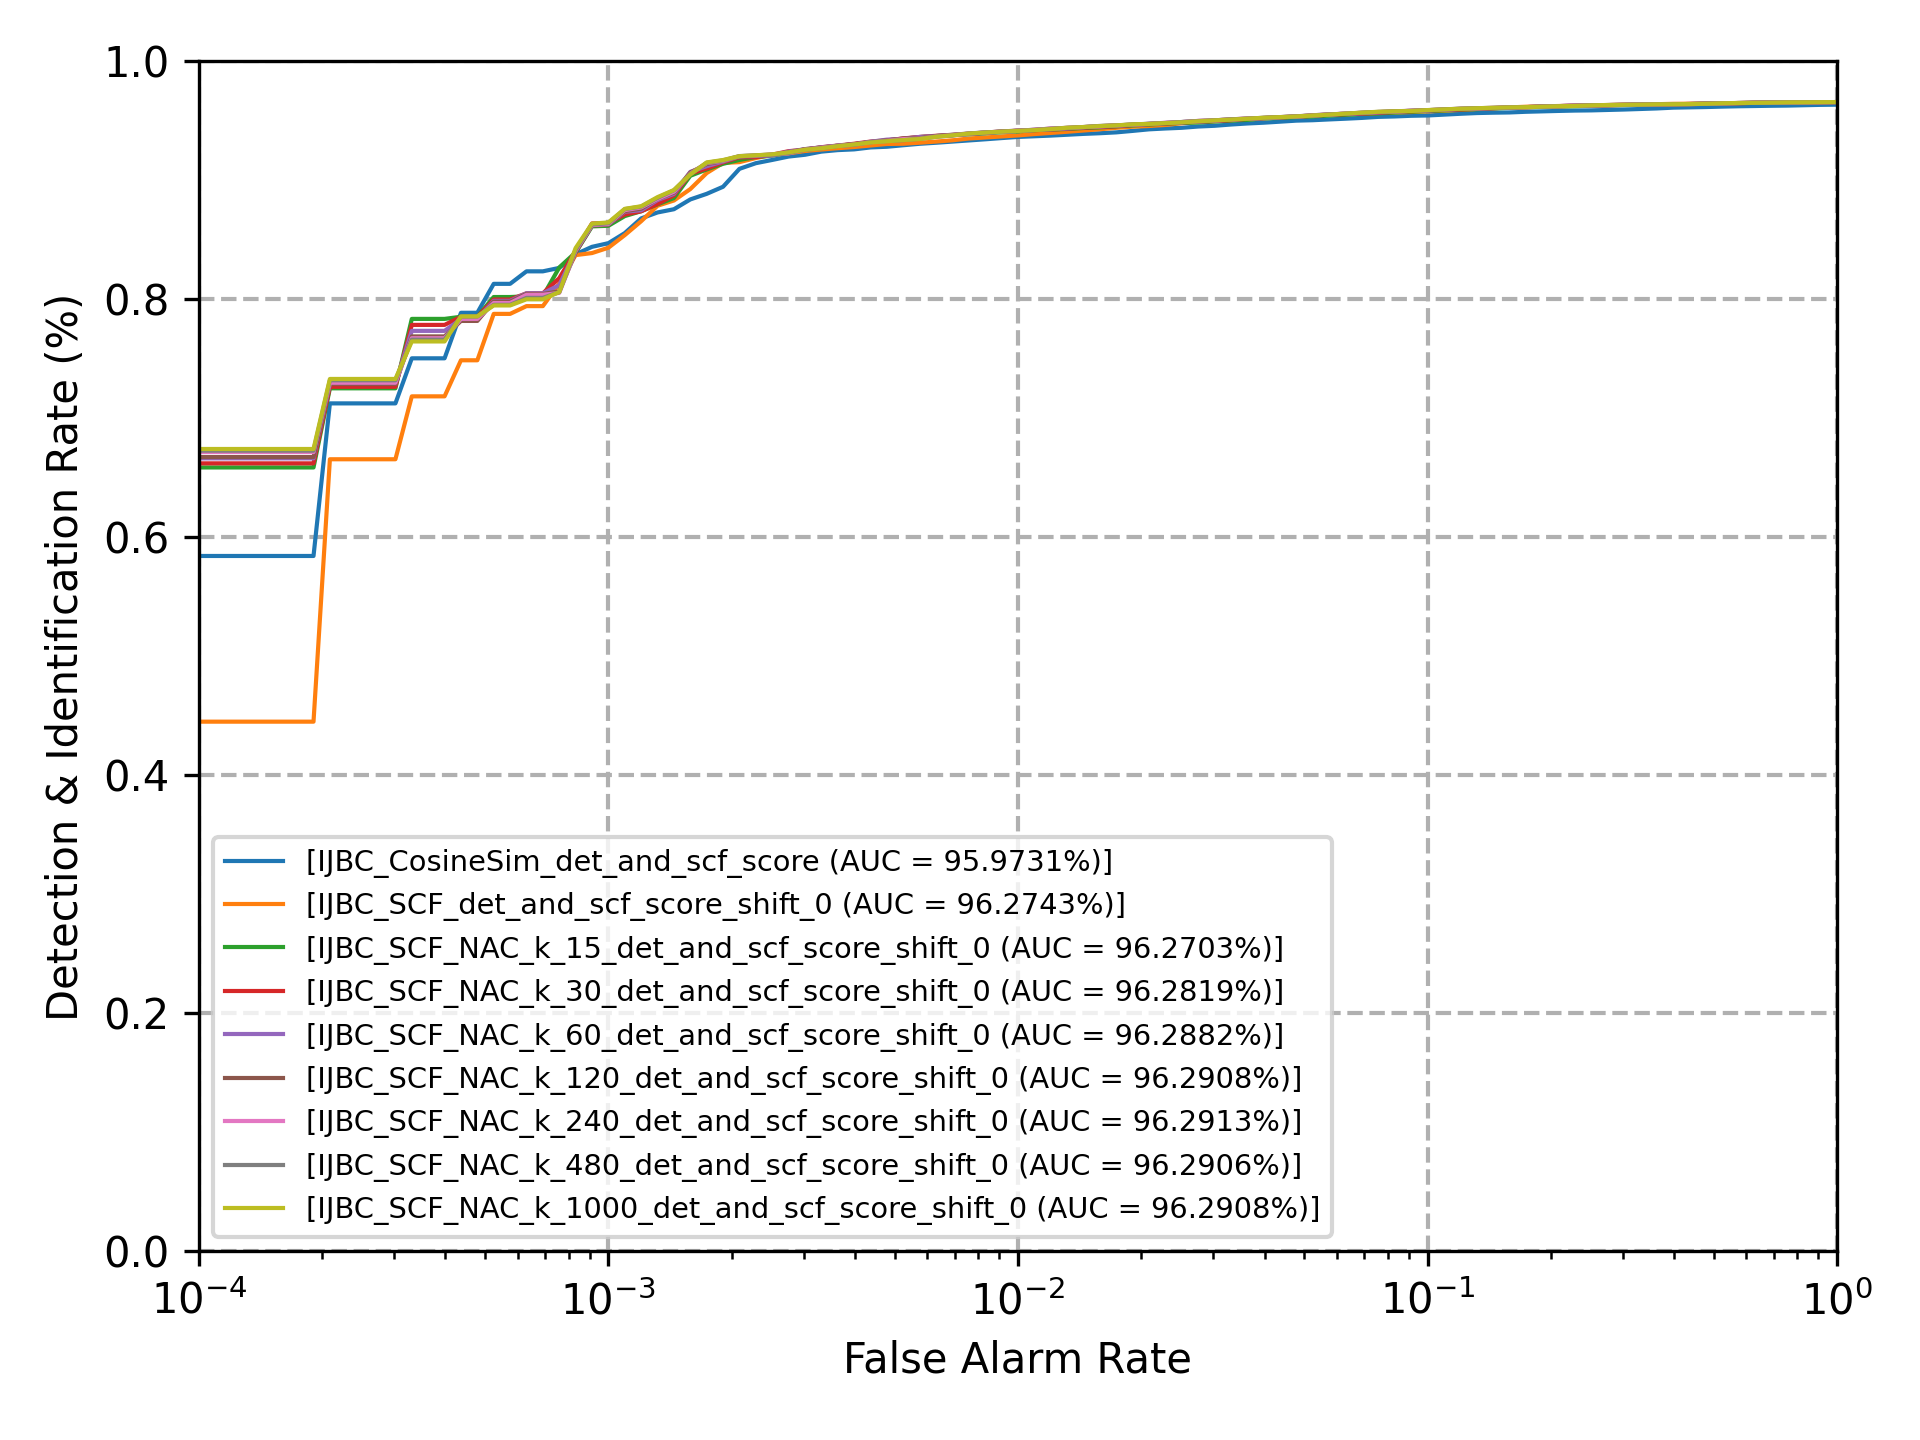 1.0
0.8
0.6
0.4
0.2
0.0
Detection & Identification Rate (%)
[IJBC_CosineSim_det_and_scf_score (AUC = 95.9731%)]
[IJBC_SCF_det_and_scf_score_shift_0 (AUC = 96.2743%)]
[IJBC_SCF_NAC_k_15_det_and_scf_score_shift_0 (AUC = 96.2703%)]
[IJBC_SCF_NAC_k_30_det_and_scf_score_shift_0 (AUC = 96.2819%)]
[IJBC_SCF_NAC_k_60_det_and_scf_score_shift_0 (AUC = 96.2882%)]
[IJBC_SCF_NAC_k_120_det_and_scf_score_shift_0 (AUC = 96.2908%)]
[IJBC_SCF_NAC_k_240_det_and_scf_score_shift_0 (AUC = 96.2913%)]
[IJBC_SCF_NAC_k_480_det_and_scf_score_shift_0 (AUC = 96.2906%)]
[IJBC_SCF_NAC_k_1000_det_and_scf_score_shift_0 (AUC = 96.2908%)]
10⁻⁴ 10⁻³ 10⁻² 10⁻¹ 10⁰
False Alarm Rate